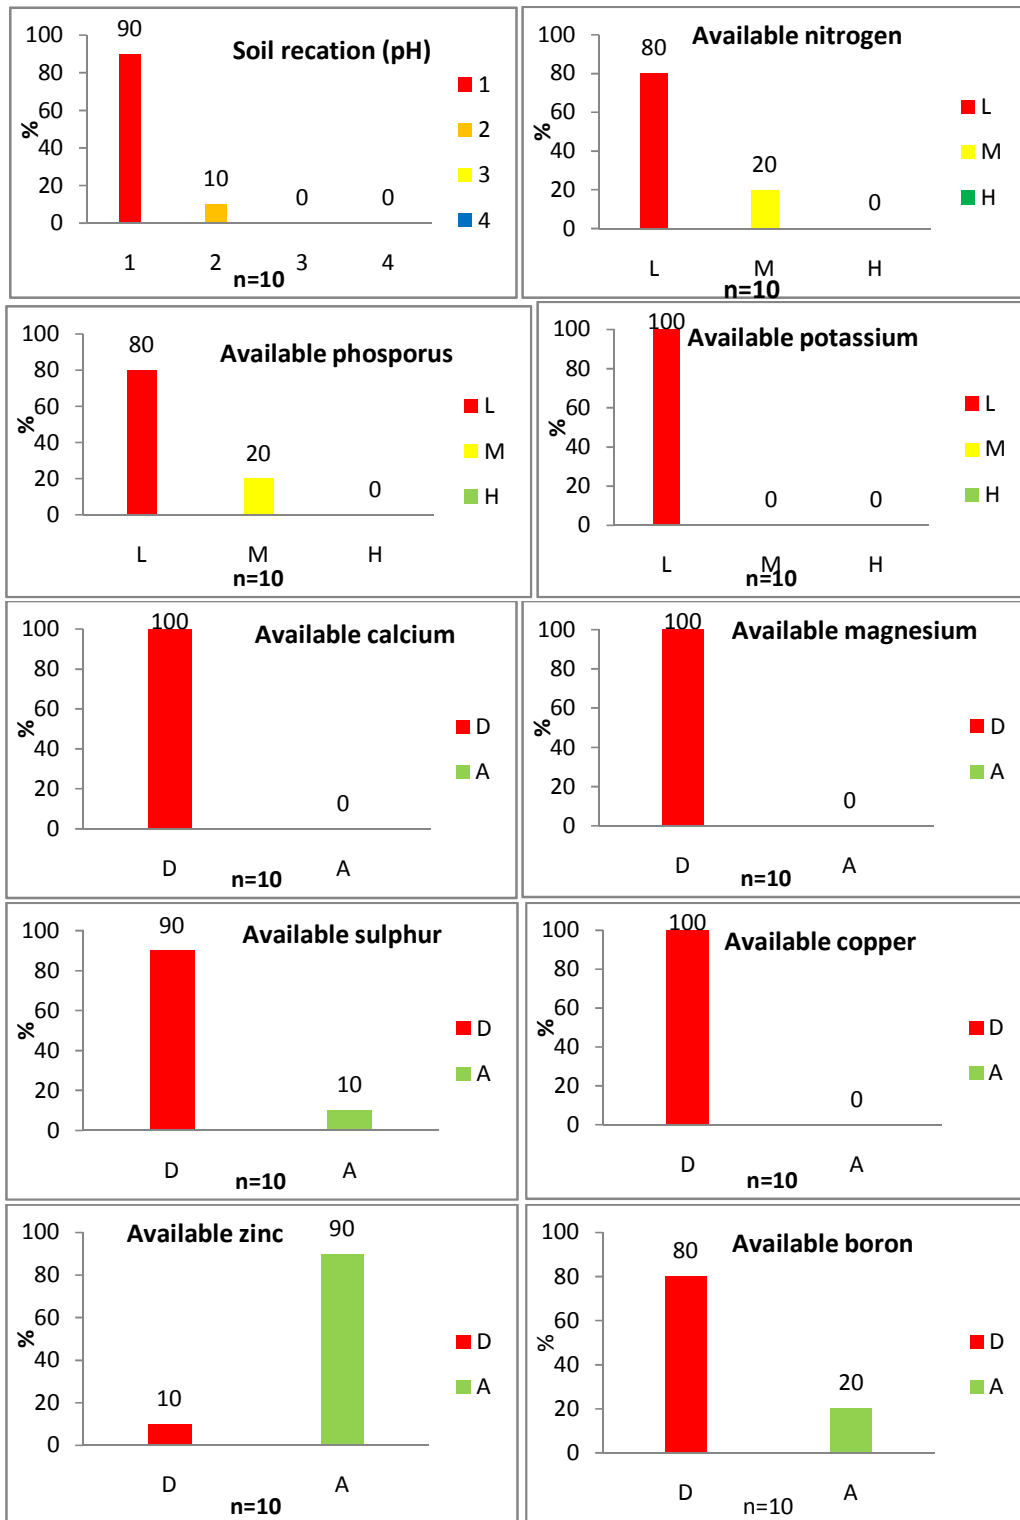 Soil recation (pH)
90
100
80
60
40
20
0
%
10
0
0
1
2
3
4
n=10
1
2
3
4
Available nitrogen
80
100
80
60
40
20
0
%
20
0
L
M
H
n=10
L
M
H
Available phosporus
80
100
80
60
40
20
0
%
20
0
L
M
H
n=10
L
M
H
Available potassium
100
100
80
60
40
20
0
%
0
0
L
M
H
n=10
L
M
H
Available calcium
100
100
80
60
40
20
0
%
0
D
A
n=10
D
A
Available magnesium
100
100
80
60
40
20
0
%
0
D
A
n=10
D
A
Available sulphur
90
100
80
60
40
20
0
%
10
D
A
n=10
D
A
Available copper
100
100
80
60
40
20
0
%
0
D
A
n=10
D
A
Available zinc
90
100
80
60
40
20
0
%
10
D
A
n=10
D
A
Available boron
80
100
80
60
40
20
0
%
20
D
A
n=10
D
A